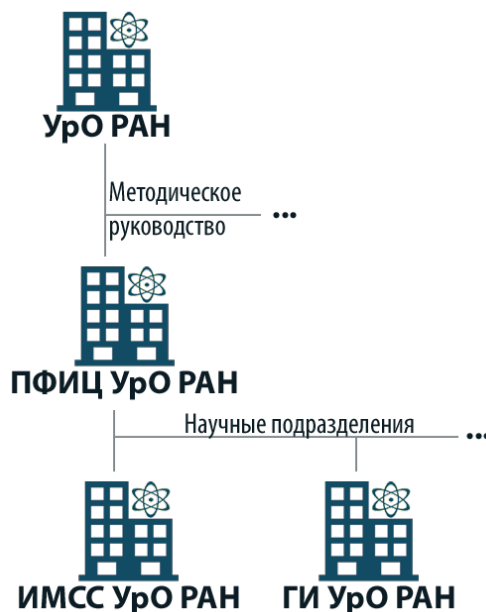 УрО РАН
Методическое
руководство
...
ПФИЦ УрО РАН
Научные подразделения
...
ИМСС УрО РАН
ГИ УрО РАН